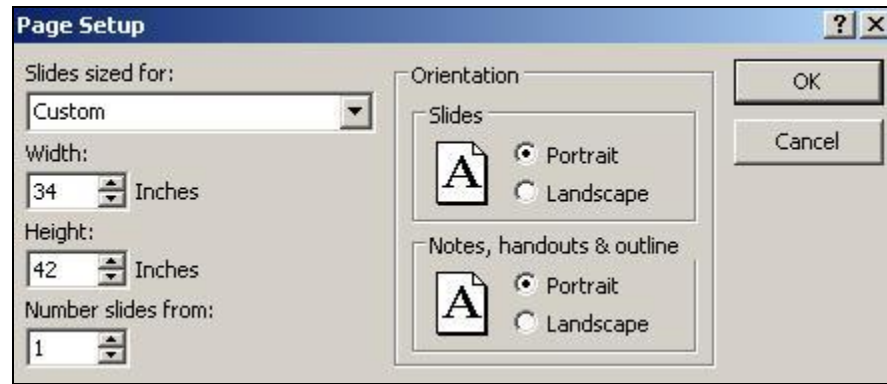 Page Setup
Slides sized for:
Custom
Width:
34 Inches
Height:
42 Inches
Number slides from:
1
Orientation
Slides
A
Portrait
Landscape
Notes, handouts & outline
A
Portrait
Landscape
OK
Cancel